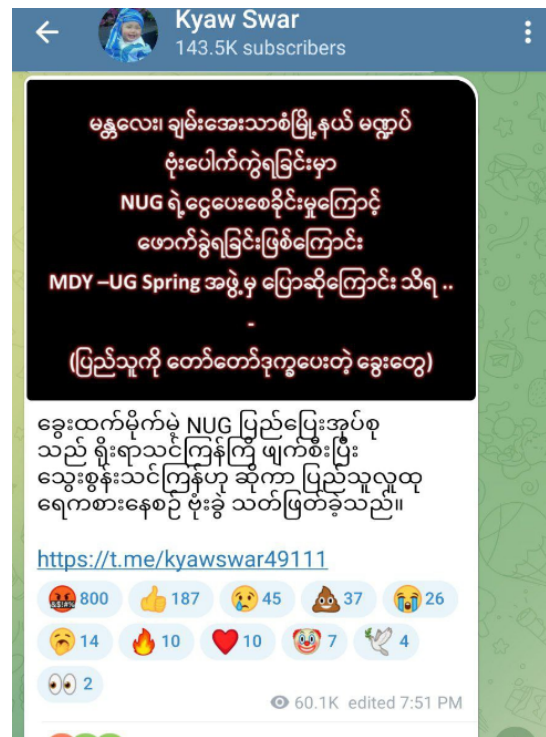 Kyaw Swar
143.5K subscribers
မန္တလေး၊ ချမ်းအေးသာစံမြို့နယ် မဏ္ဍပ်
ဗုံးပေါက်ကွဲရခြင်းမှာ
NUG ရဲ့ငွေပေးစေခိုင်းမှုကြောင့်
ဖောက်ခွဲရခြင်းဖြစ်ကြောင်း
MDY –UG Spring အဖွဲ့မှ ပြောဆိုကြောင်း သိရ ..
-
(ပြည်သူကို တော်တော်ဒုက္ခပေးတဲ့ ခွေးတွေ)
ခွေးထက်မိုက်မဲ့ NUG ပြည်ပြေးအုပ်စု
သည် ရိုးရာသင်္ကြန်ကြို ဖျက်စီးပြီး
သွေးစွန်းသင်္ကြန်ဟု ဆိုကာ ပြည်သူလူထု
ရေကစားနေစဉ် ဗုံးခွဲ သတ်ဖြတ်ခဲ့သည်။
https://t.me/kyawswar49111
800 187 45 37 26
14 10 10 7 4
2
60.1K edited 7:51 PM